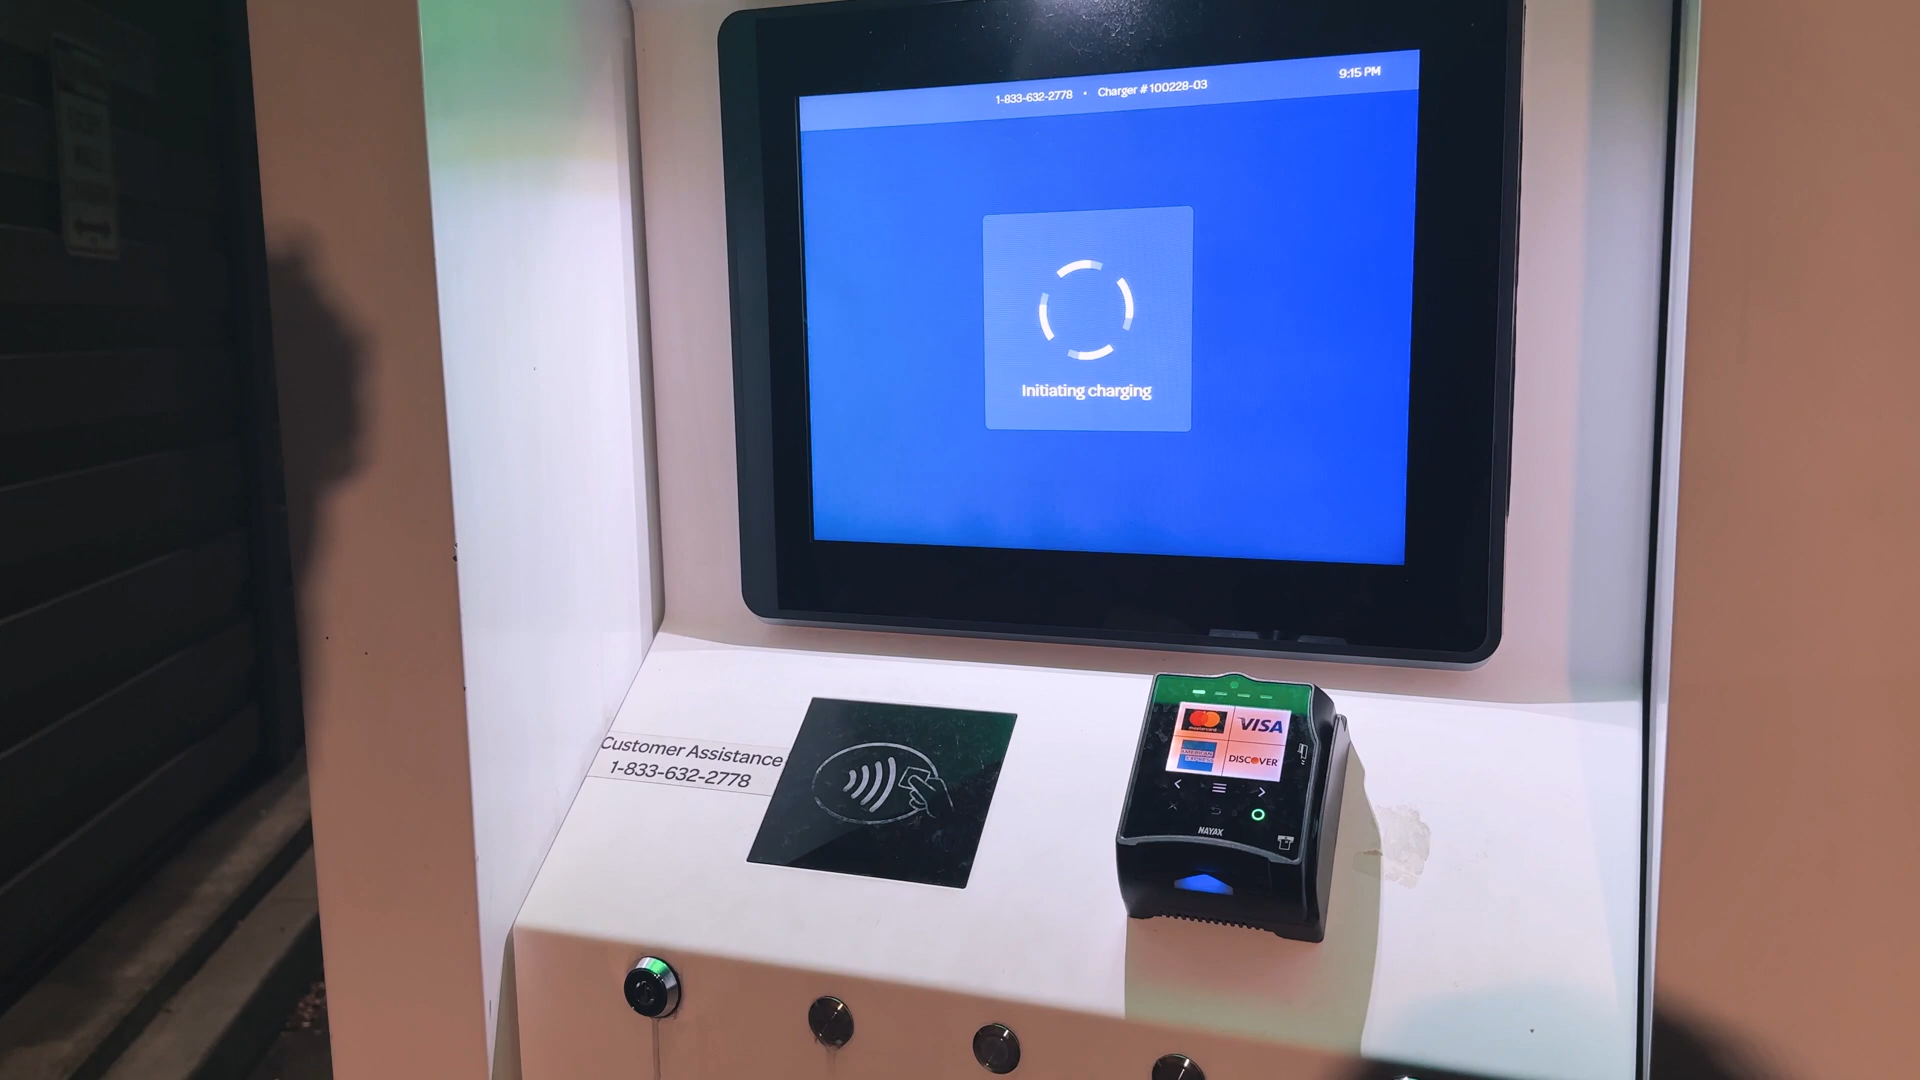 1-833-632-2778 • Charger # 100228-03
9:15 PM
Initiating charging
Customer Assistance
1-833-632-2778
mastercard
VISA
AMERICAN
EXPRESS
DISCOVER
NAYAX